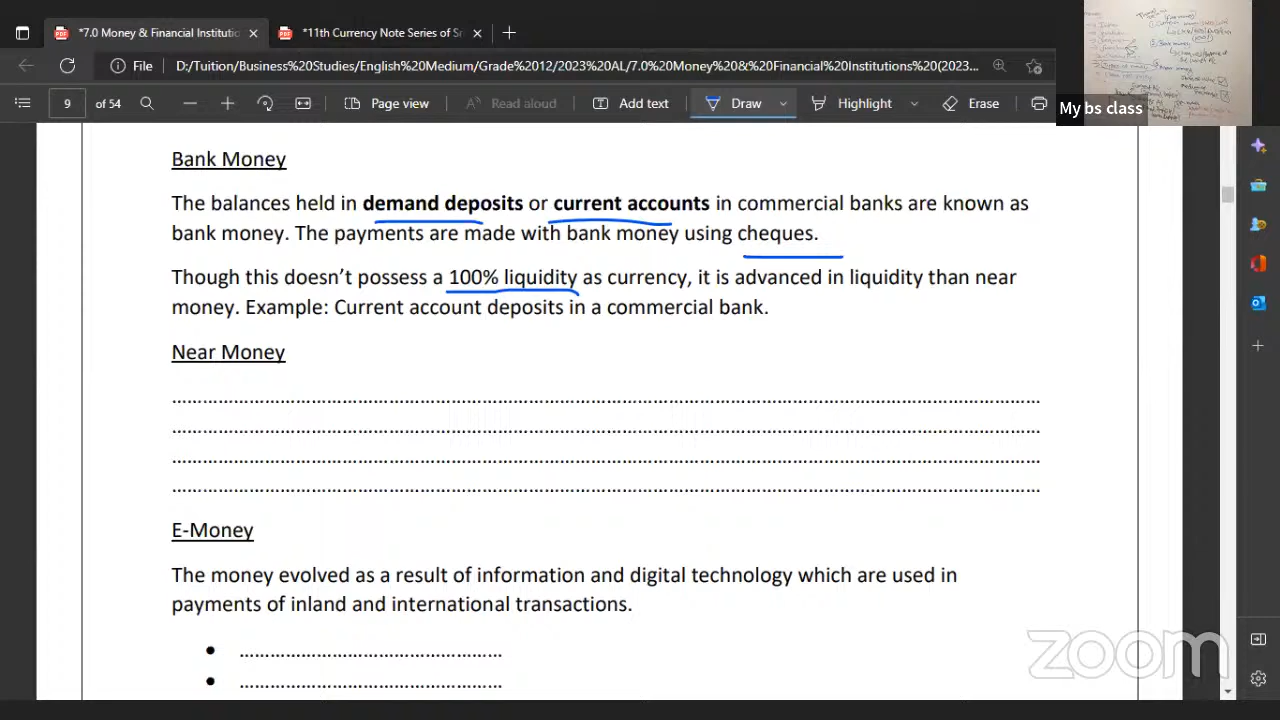 *7.0 Money & Financial Institutio
*11th Currency Note Series of Sr
File
D:/Tuition/Business%20Studies/English%20Medium/Grade%2012/2023%20AL/7.0%20Money%20&%20Financial%20Institutions%20(2023...
9 of 54
Page view
Read aloud
Add text
Draw
Highlight
Erase
My bs class
Bank Money
The balances held in demand deposits or current accounts in commercial banks are known as
bank money. The payments are made with bank money using cheques.
Though this doesn't possess a 100% liquidity as currency, it is advanced in liquidity than near
money. Example: Current account deposits in a commercial bank.
Near Money
E-Money
The money evolved as a result of information and digital technology which are used in
payments of inland and international transactions.
zoom